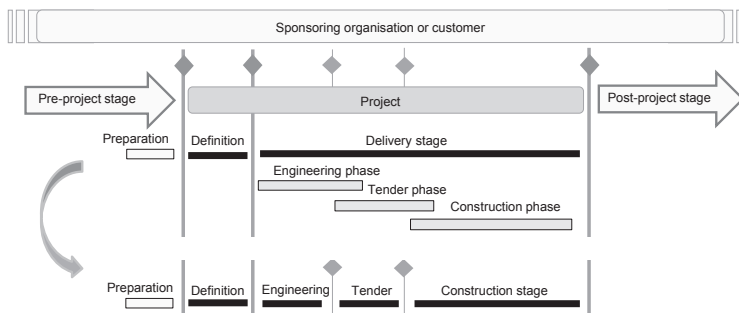 Sponsoring organisation or customer
Pre-project stage
Project
Post-project stage
Preparation
Definition
Delivery stage
Engineering phase
Tender phase
Construction phase
Preparation
Definition
Engineering
Tender
Construction stage